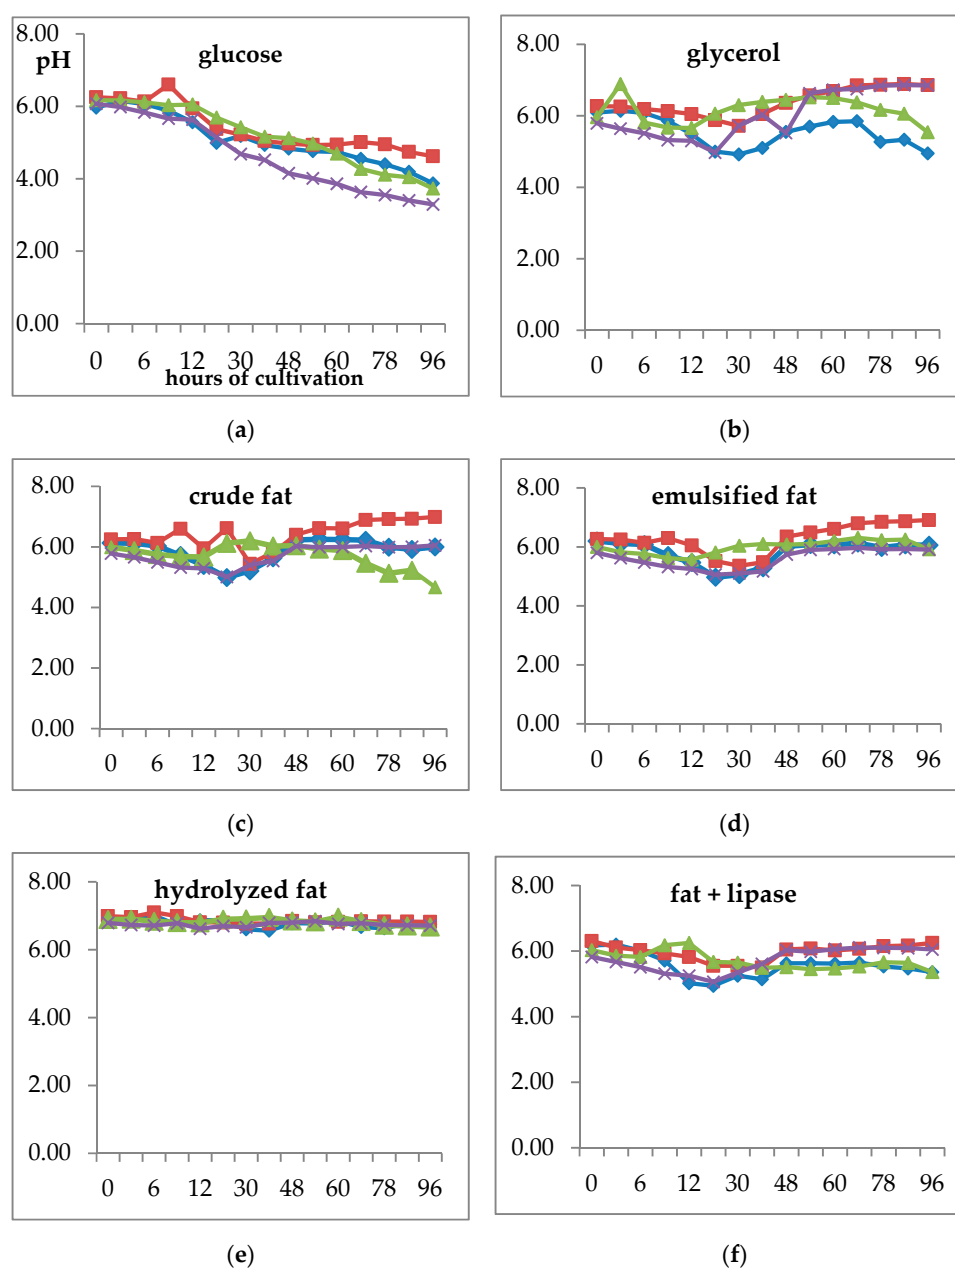 8.00
pH
glucose
6.00
4.00
2.00
0.00
0 6 12 30 48 60 78 96
hours of cultivation
(a)
8.00
glycerol
6.00
4.00
2.00
0.00
0 6 12 30 48 60 78 96
(b)
8.00
crude fat
6.00
4.00
2.00
0.00
0 6 12 30 48 60 78 96
(c)
8.00
emulsified fat
6.00
4.00
2.00
0.00
0 6 12 30 48 60 78 96
(d)
8.00
hydrolyzed fat
6.00
4.00
2.00
0.00
0 6 12 30 48 60 78 96
(e)
8.00
fat + lipase
6.00
4.00
2.00
0.00
0 6 12 30 48 60 78 96
(f)